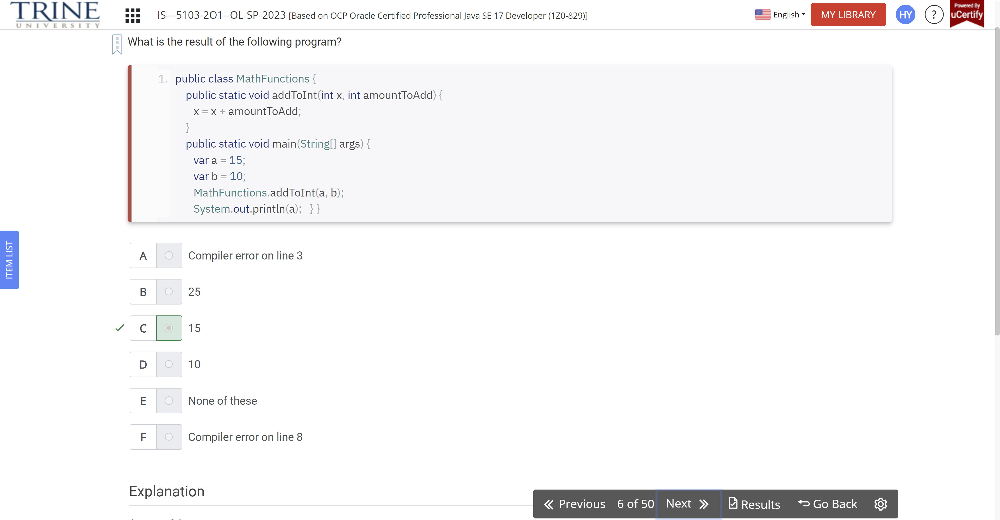 TRINE
UNIVERSITY
IS---5103-2O1--OL-SP-2023 [Based on OCP Oracle Certified Professional Java SE 17 Developer (1Z0-829)]
English
MY LIBRARY
HY
?
Powered By
uCertify
What is the result of the following program?
1. public class MathFunctions {
public static void addToInt(int x, int amountToAdd) {
x = x + amountToAdd;
}
public static void main(String[] args) {
var a = 15;
var b = 10;
MathFunctions.addToInt(a, b);
System.out.println(a); } }
ITEM LIST
A Compiler error on line 3
B 25
C 15
D 10
E None of these
F Compiler error on line 8
Explanation
Previous 6 of 50 Next Results Go Back